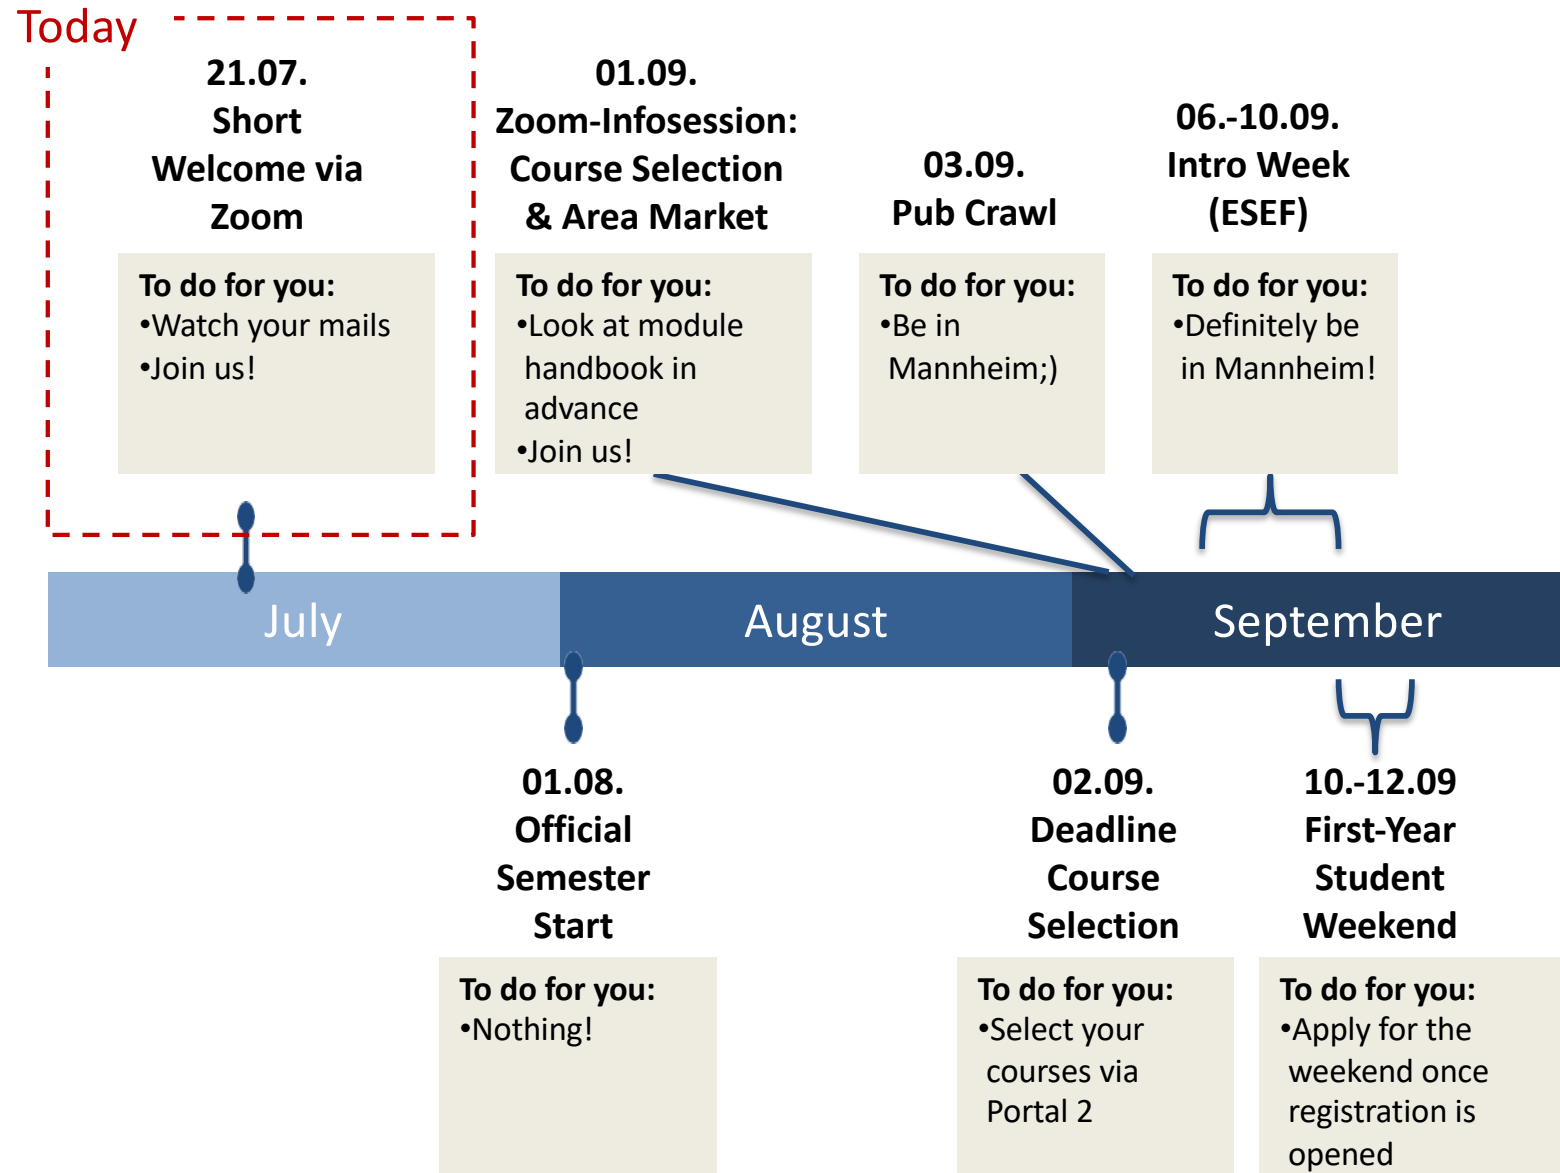 Today
21.07.
Short
Welcome via
Zoom
To do for you:
•Watch your mails
•Join us!
01.09.
Zoom-Infosession:
Course Selection
& Area Market
To do for you:
•Look at module
handbook in
advance
•Join us!
03.09.
Pub Crawl
To do for you:
•Be in
Mannheim;)
06.-10.09.
Intro Week
(ESEF)
To do for you:
•Definitely be
in Mannheim!
July
August
September
01.08.
Official
Semester
Start
To do for you:
•Nothing!
02.09.
Deadline
Course
Selection
To do for you:
•Select your
courses via
Portal 2
10.-12.09
First-Year
Student
Weekend
To do for you:
•Apply for the
weekend once
registration is
opened